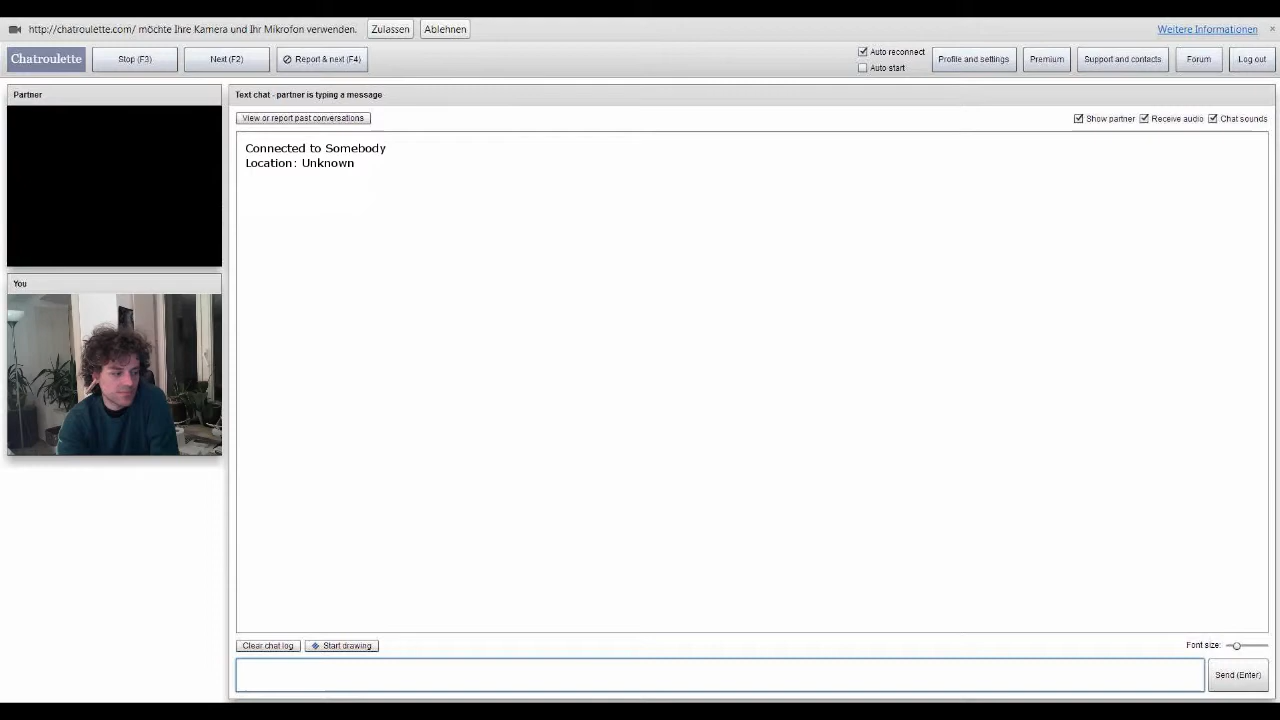 http://chatroulette.com/ möchte Ihre Kamera und Ihr Mikrofon verwenden. Zulassen Ablehnen Weitere Informationen ×
Chatroulette Stop (F3) Next (F2) Report & next (F4) Auto reconnect Profile and settings Premium Support and contacts Forum Log out
Auto start
Partner
Text chat - partner is typing a message
View or report past conversations Show partner Receive audio Chat sounds
Connected to Somebody
Location: Unknown
You
Clear chat log Start drawing Font size:
Send (Enter)